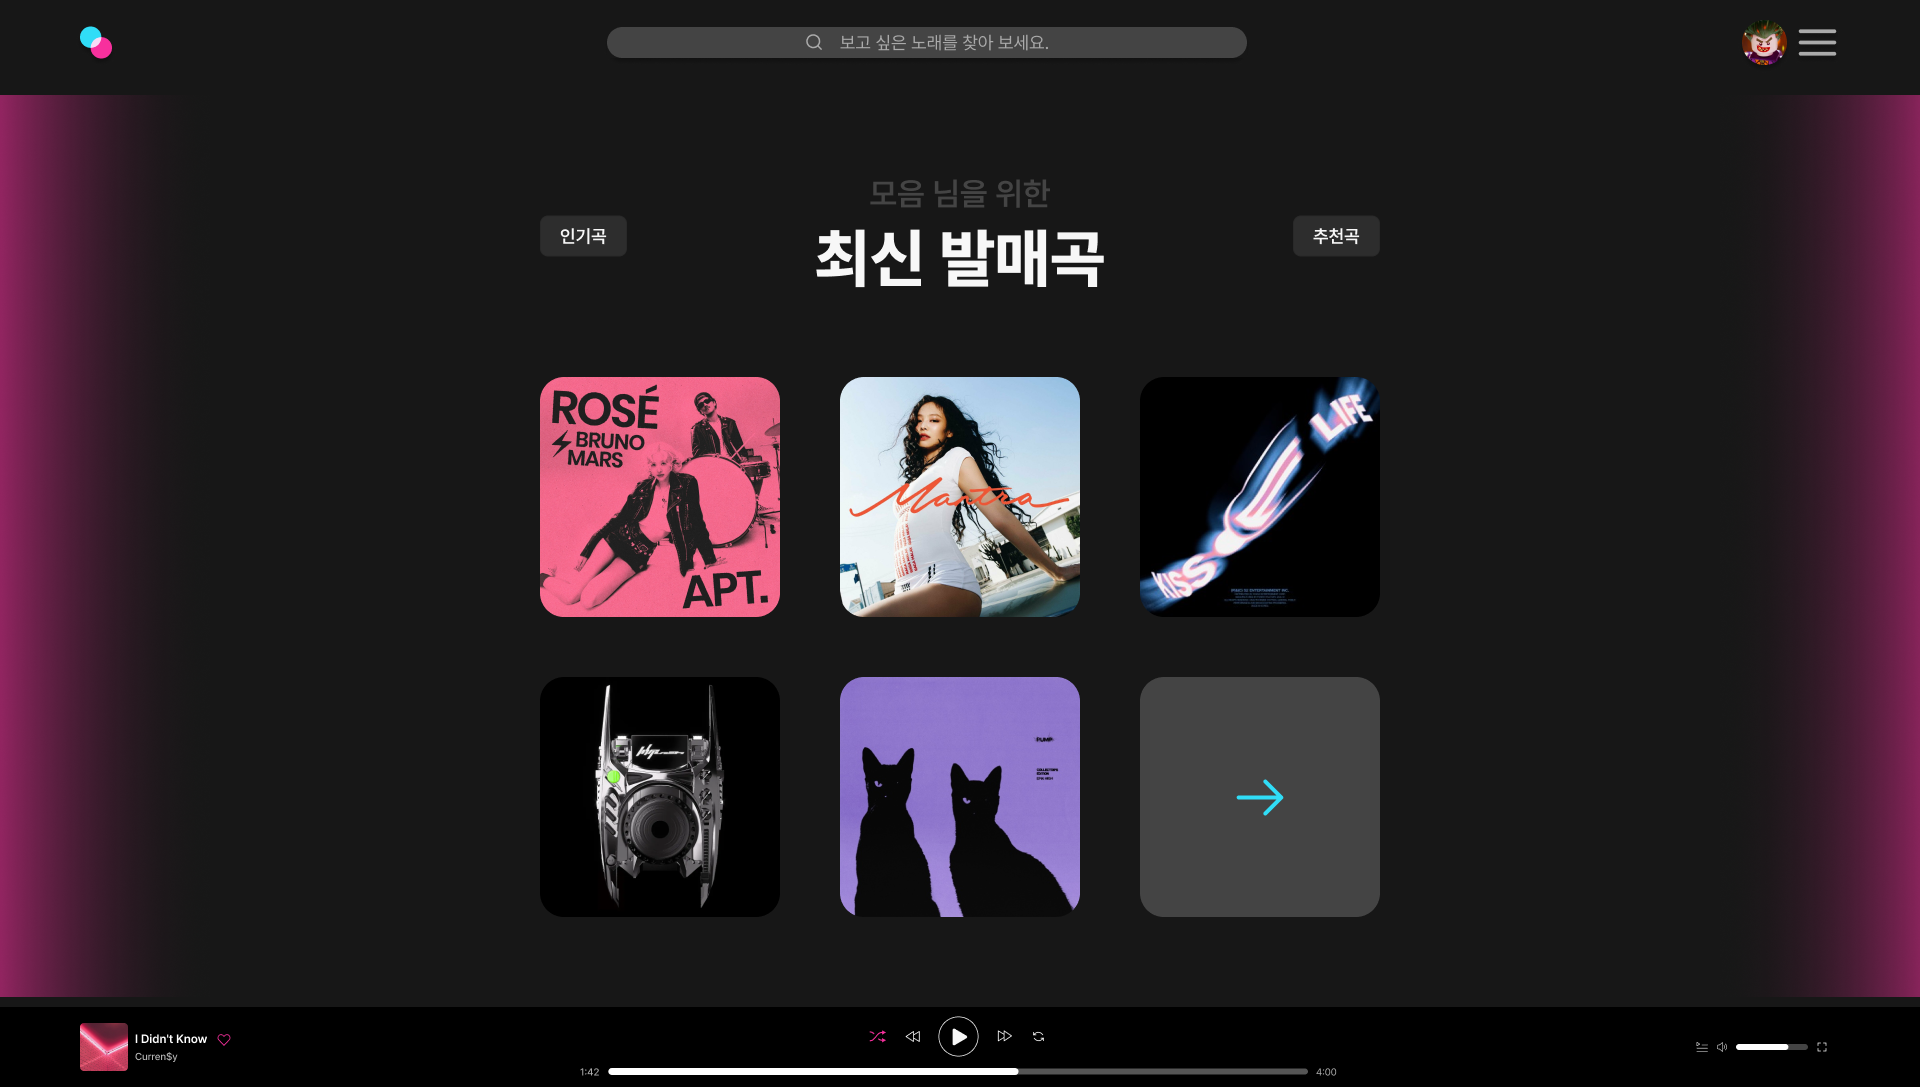 보고 싶은 노래를 찾아 보세요.
모음 님을 위한
인기곡
최신 발매곡
추천곡
ROSÉ
BRUNO
MARS
APT.
Mantra
LIFE
KISS
PUMP
COLLECTOR'S
EDITION
I Didn't Know
Curren$y
1:42
4:00